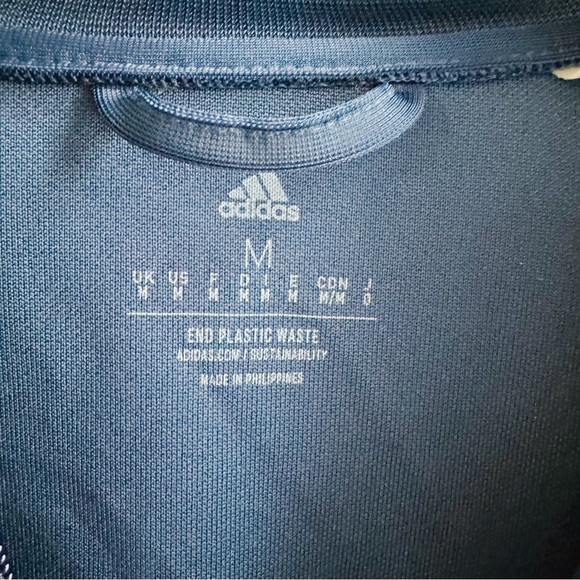 adidas
M
UK US F D I E CDN J
M M M M M M M/M O
END PLASTIC WASTE
ADIDAS.COM / SUSTAINABILITY
MADE IN PHILIPPINES